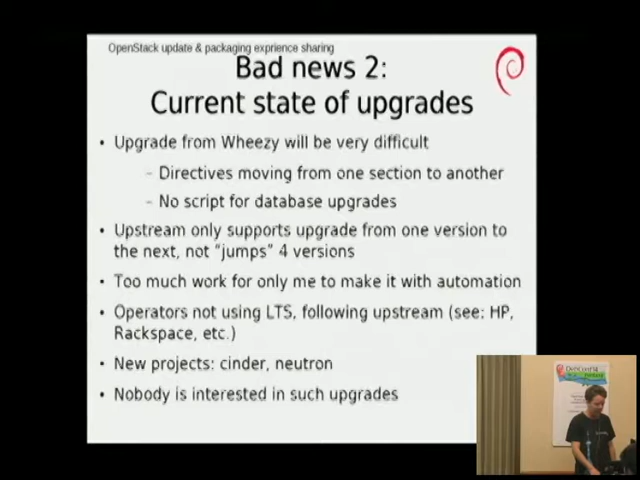 OpenStack update & packaging exprience sharing
Bad news 2:
Current state of upgrades
• Upgrade from Wheezy will be very difficult
– Directives moving from one section to another
– No script for database upgrades
• Upstream only supports upgrade from one version to
the next, not "jumps" 4 versions
• Too much work for only me to make it with automation
• Operators not using LTS, following upstream (see: HP,
Rackspace, etc.)
• New projects: cinder, neutron
• Nobody is interested in such upgrades